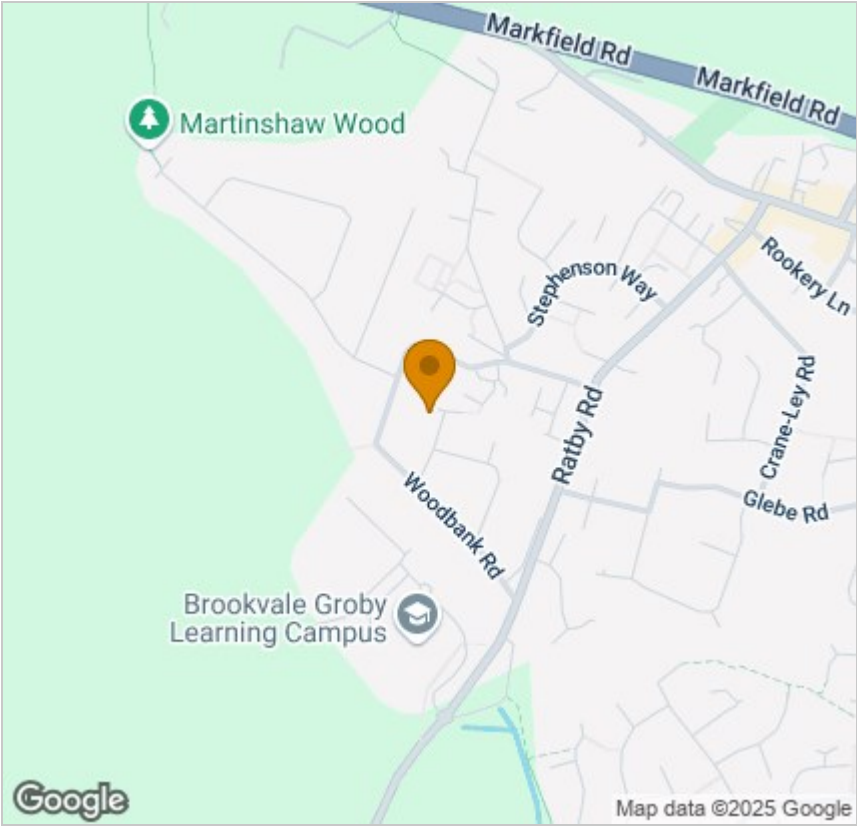 Markfield Rd
Markfield Rd
Martinshaw Wood
Rookery Ln
Stephenson Way
Crane-Ley Rd
Ratby Rd
Glebe Rd
Woodbank Rd
Brookvale Groby
Learning Campus
Google
Map data ©2025 Google